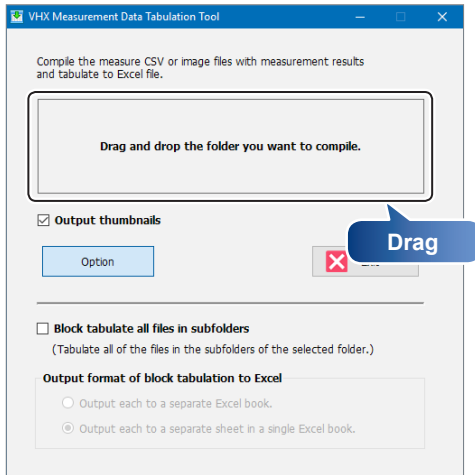 VHX Measurement Data Tabulation Tool
Compile the measure CSV or image files with measurement results
and tabulate to Excel file.
Drag and drop the folder you want to compile.
Output thumbnails
Drag
Option
Block tabulate all files in subfolders
(Tabulate all of the files in the subfolders of the selected folder.)
Output format of block tabulation to Excel
Output each to a separate Excel book.
Output each to a separate sheet in a single Excel book.